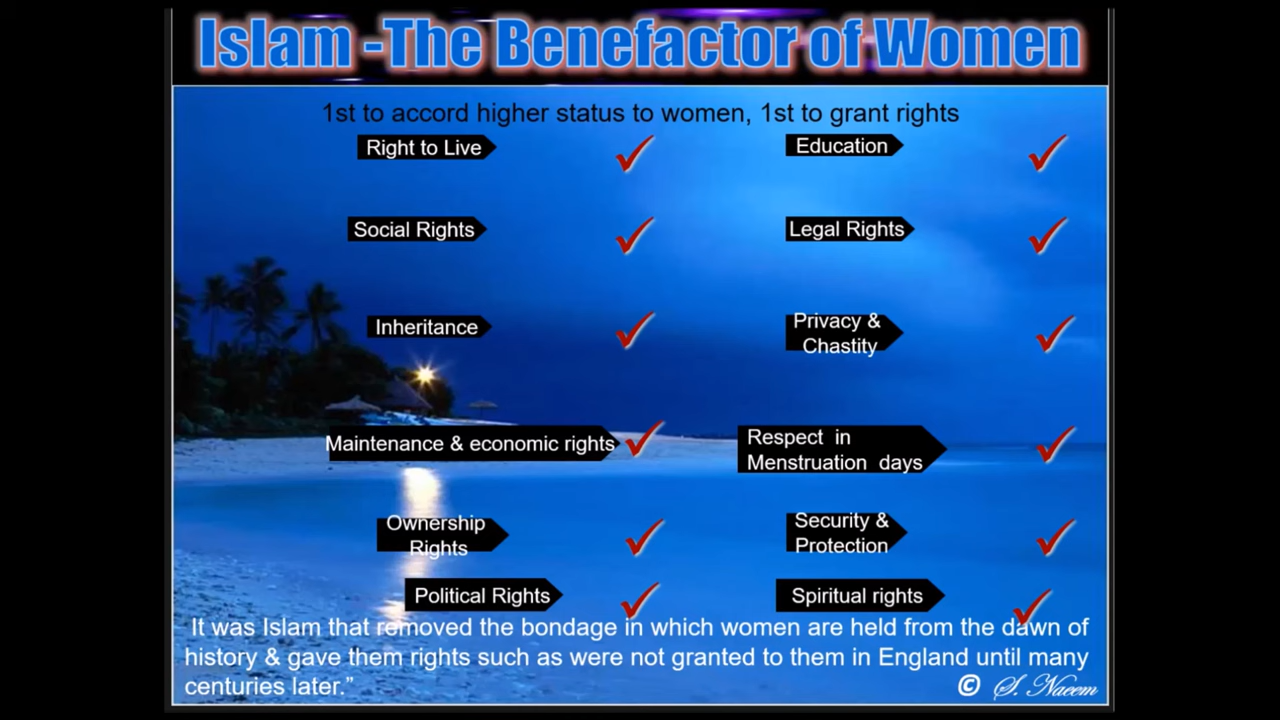 Islam -The Benefactor of Women
1st to accord higher status to women, 1st to grant rights
Right to Live
Education
Social Rights
Legal Rights
Inheritance
Privacy &
Chastity
Maintenance & economic rights
Respect in
Menstruation days
Ownership
Rights
Security &
Protection
Political Rights
Spiritual rights
It was Islam that removed the bondage in which women are held from the dawn of
history & gave them rights such as were not granted to them in England until many
centuries later.”
© S. Naeem